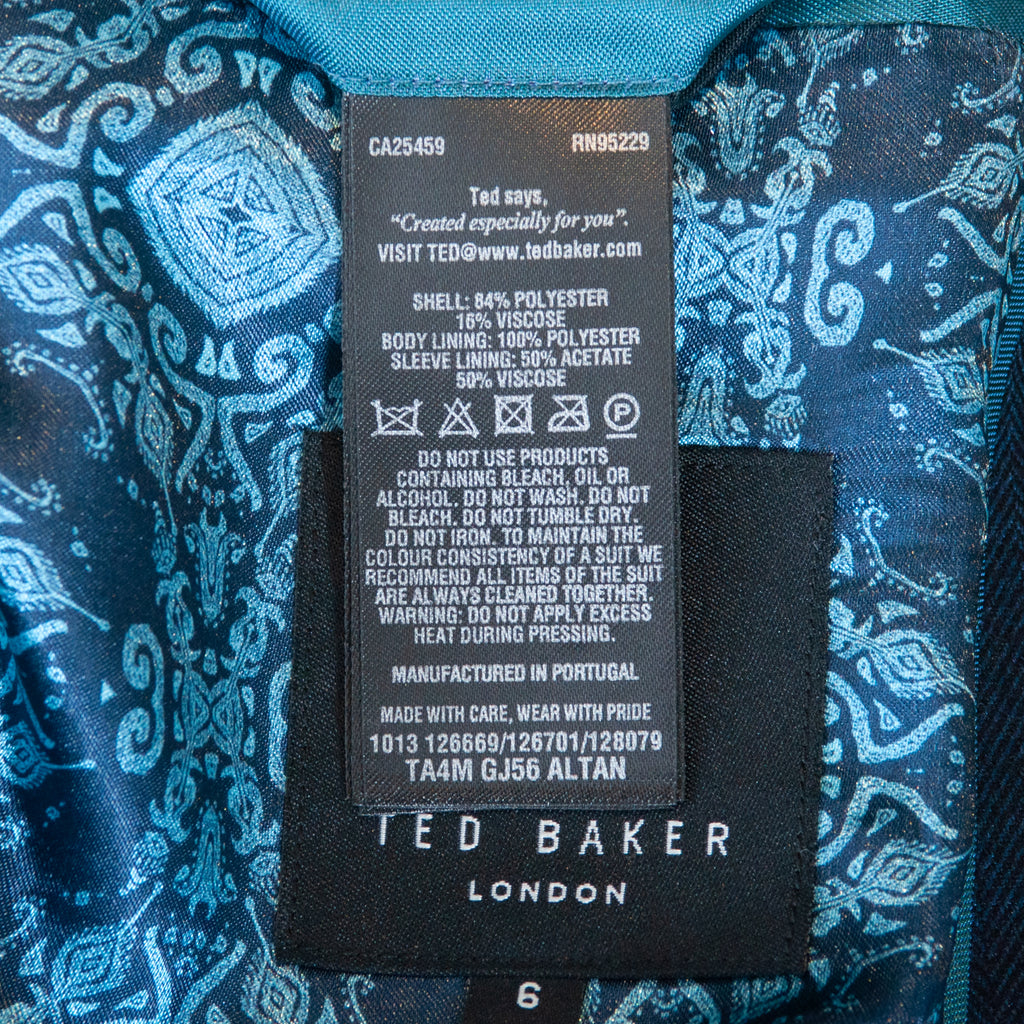 CA25459 RN95229
Ted says,
"Created especially for you".
VISIT TED@www.tedbaker.com
SHELL: 84% POLYESTER
16% VISCOSE
BODY LINING: 100% POLYESTER
SLEEVE LINING: 50% ACETATE
50% VISCOSE
P
DO NOT USE PRODUCTS
CONTAINING BLEACH, OIL OR
ALCOHOL. DO NOT WASH. DO NOT
BLEACH. DO NOT TUMBLE DRY.
DO NOT IRON. TO MAINTAIN THE
COLOUR CONSISTENCY OF A SUIT WE
RECOMMEND ALL ITEMS OF THE SUIT
ARE ALWAYS CLEANED TOGETHER.
WARNING: DO NOT APPLY EXCESS
HEAT DURING PRESSING.
MANUFACTURED IN PORTUGAL
MADE WITH CARE, WEAR WITH PRIDE
1013 126669/126701/128079
TA4M GJ56 ALTAN
TED BAKER
LONDON
6